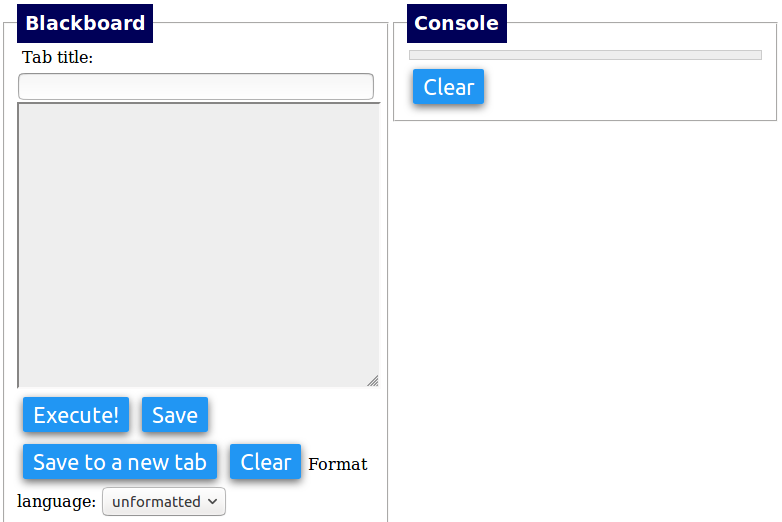 Blackboard
Tab title:
Execute! Save
Save to a new tab Clear Format
language: unformatted
Console
Clear